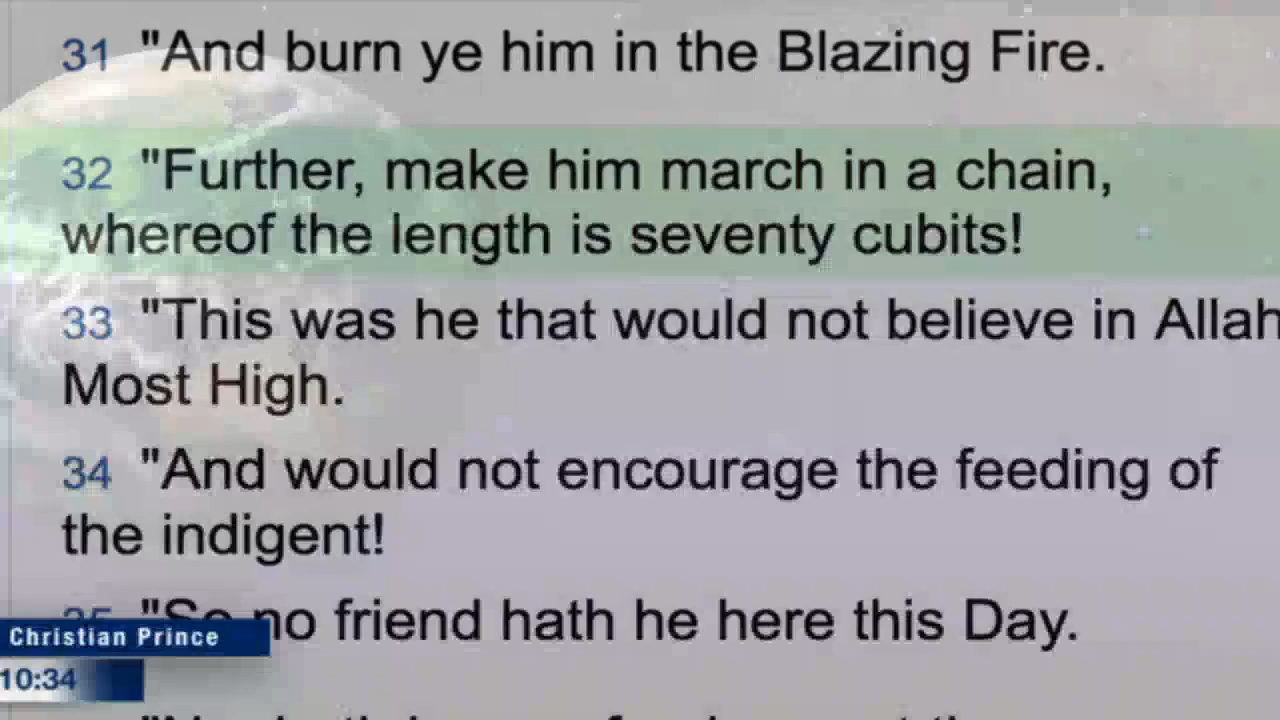 31 "And burn ye him in the Blazing Fire.
32 "Further, make him march in a chain,
whereof the length is seventy cubits!
33 "This was he that would not believe in Allah
Most High.
34 "And would not encourage the feeding of
the indigent!
35 "So no friend hath he here this Day.
Christian Prince
10:34